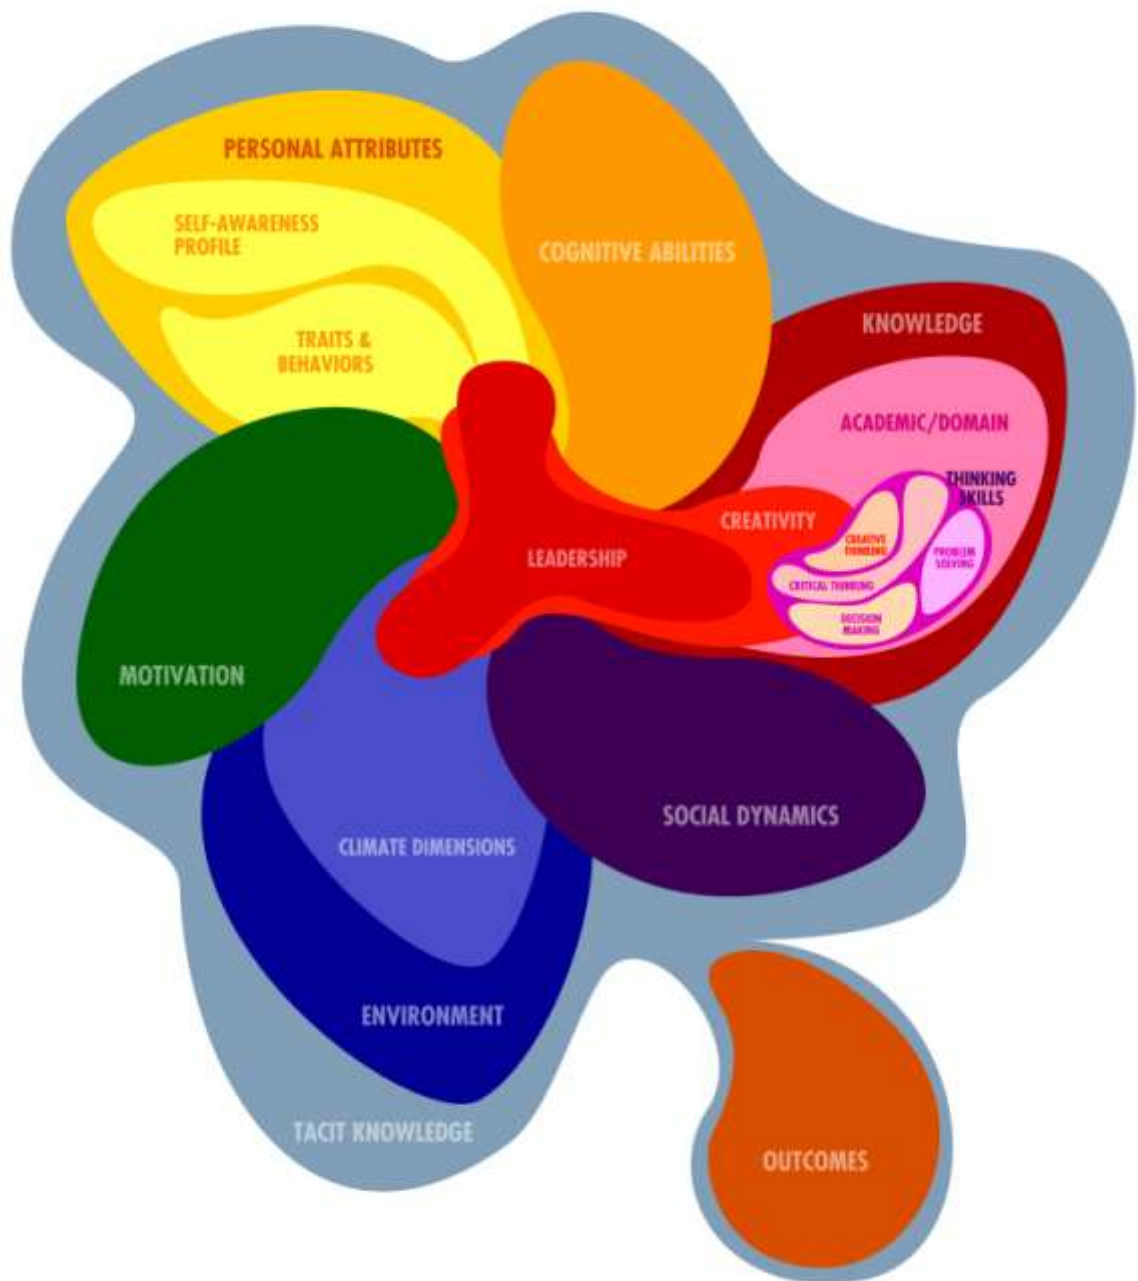 PERSONAL ATTRIBUTES
SELF-AWARENESS
PROFILE
TRAITS &
BEHAVIORS
COGNITIVE ABILITIES
KNOWLEDGE
ACADEMIC/DOMAIN
THINKING
SKILLS
CREATIVITY
CREATIVE
THINKING
PROBLEM
SOLVING
CRITICAL THINKING
DECISION
MAKING
LEADERSHIP
MOTIVATION
SOCIAL DYNAMICS
CLIMATE DIMENSIONS
ENVIRONMENT
TACIT KNOWLEDGE
OUTCOMES